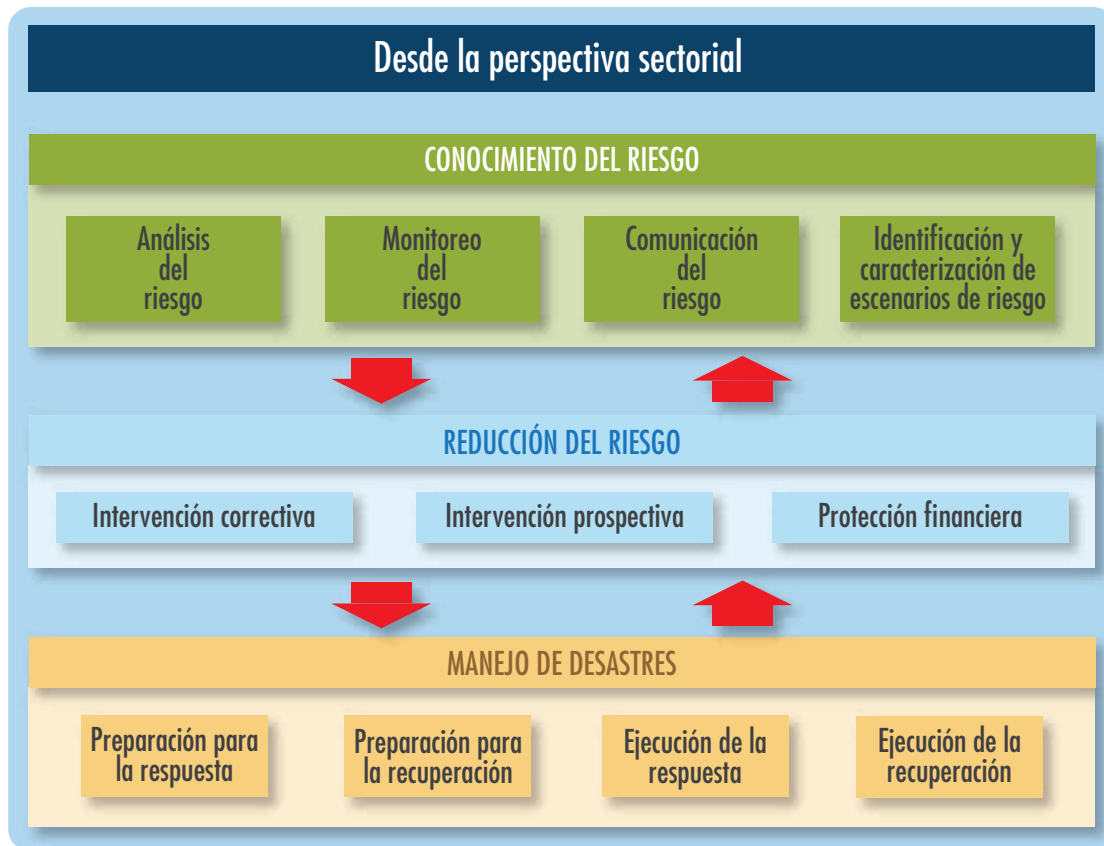 Desde la perspectiva sectorial
CONOCIMIENTO DEL RIESGO
Análisis
del
riesgo
Monitoreo
del
riesgo
Comunicación
del
riesgo
Identificación y
caracterización de
escenarios de riesgo
REDUCCIÓN DEL RIESGO
Intervención correctiva
Intervención prospectiva
Protección financiera
MANEJO DE DESASTRES
Preparación para
la respuesta
Preparación para
la recuperación
Ejecución de la
respuesta
Ejecución de la
recuperación